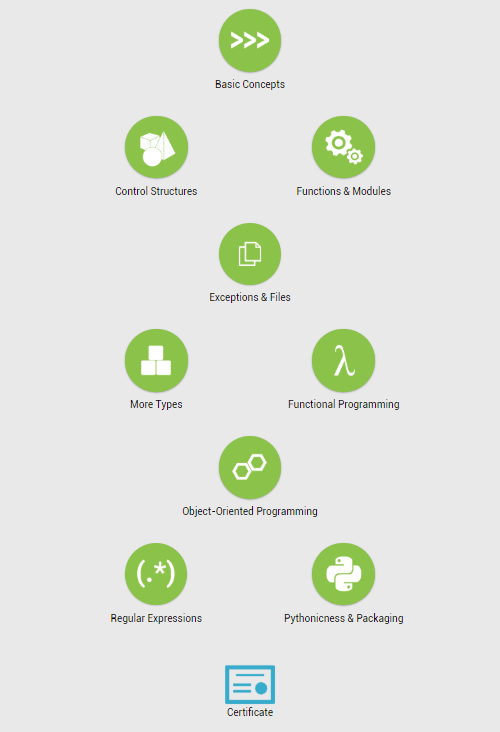 >>>
Basic Concepts
Control Structures
Functions & Modules
Exceptions & Files
λ
More Types
Functional Programming
Object-Oriented Programming
(.*)
Regular Expressions
Pythonicness & Packaging
Certificate